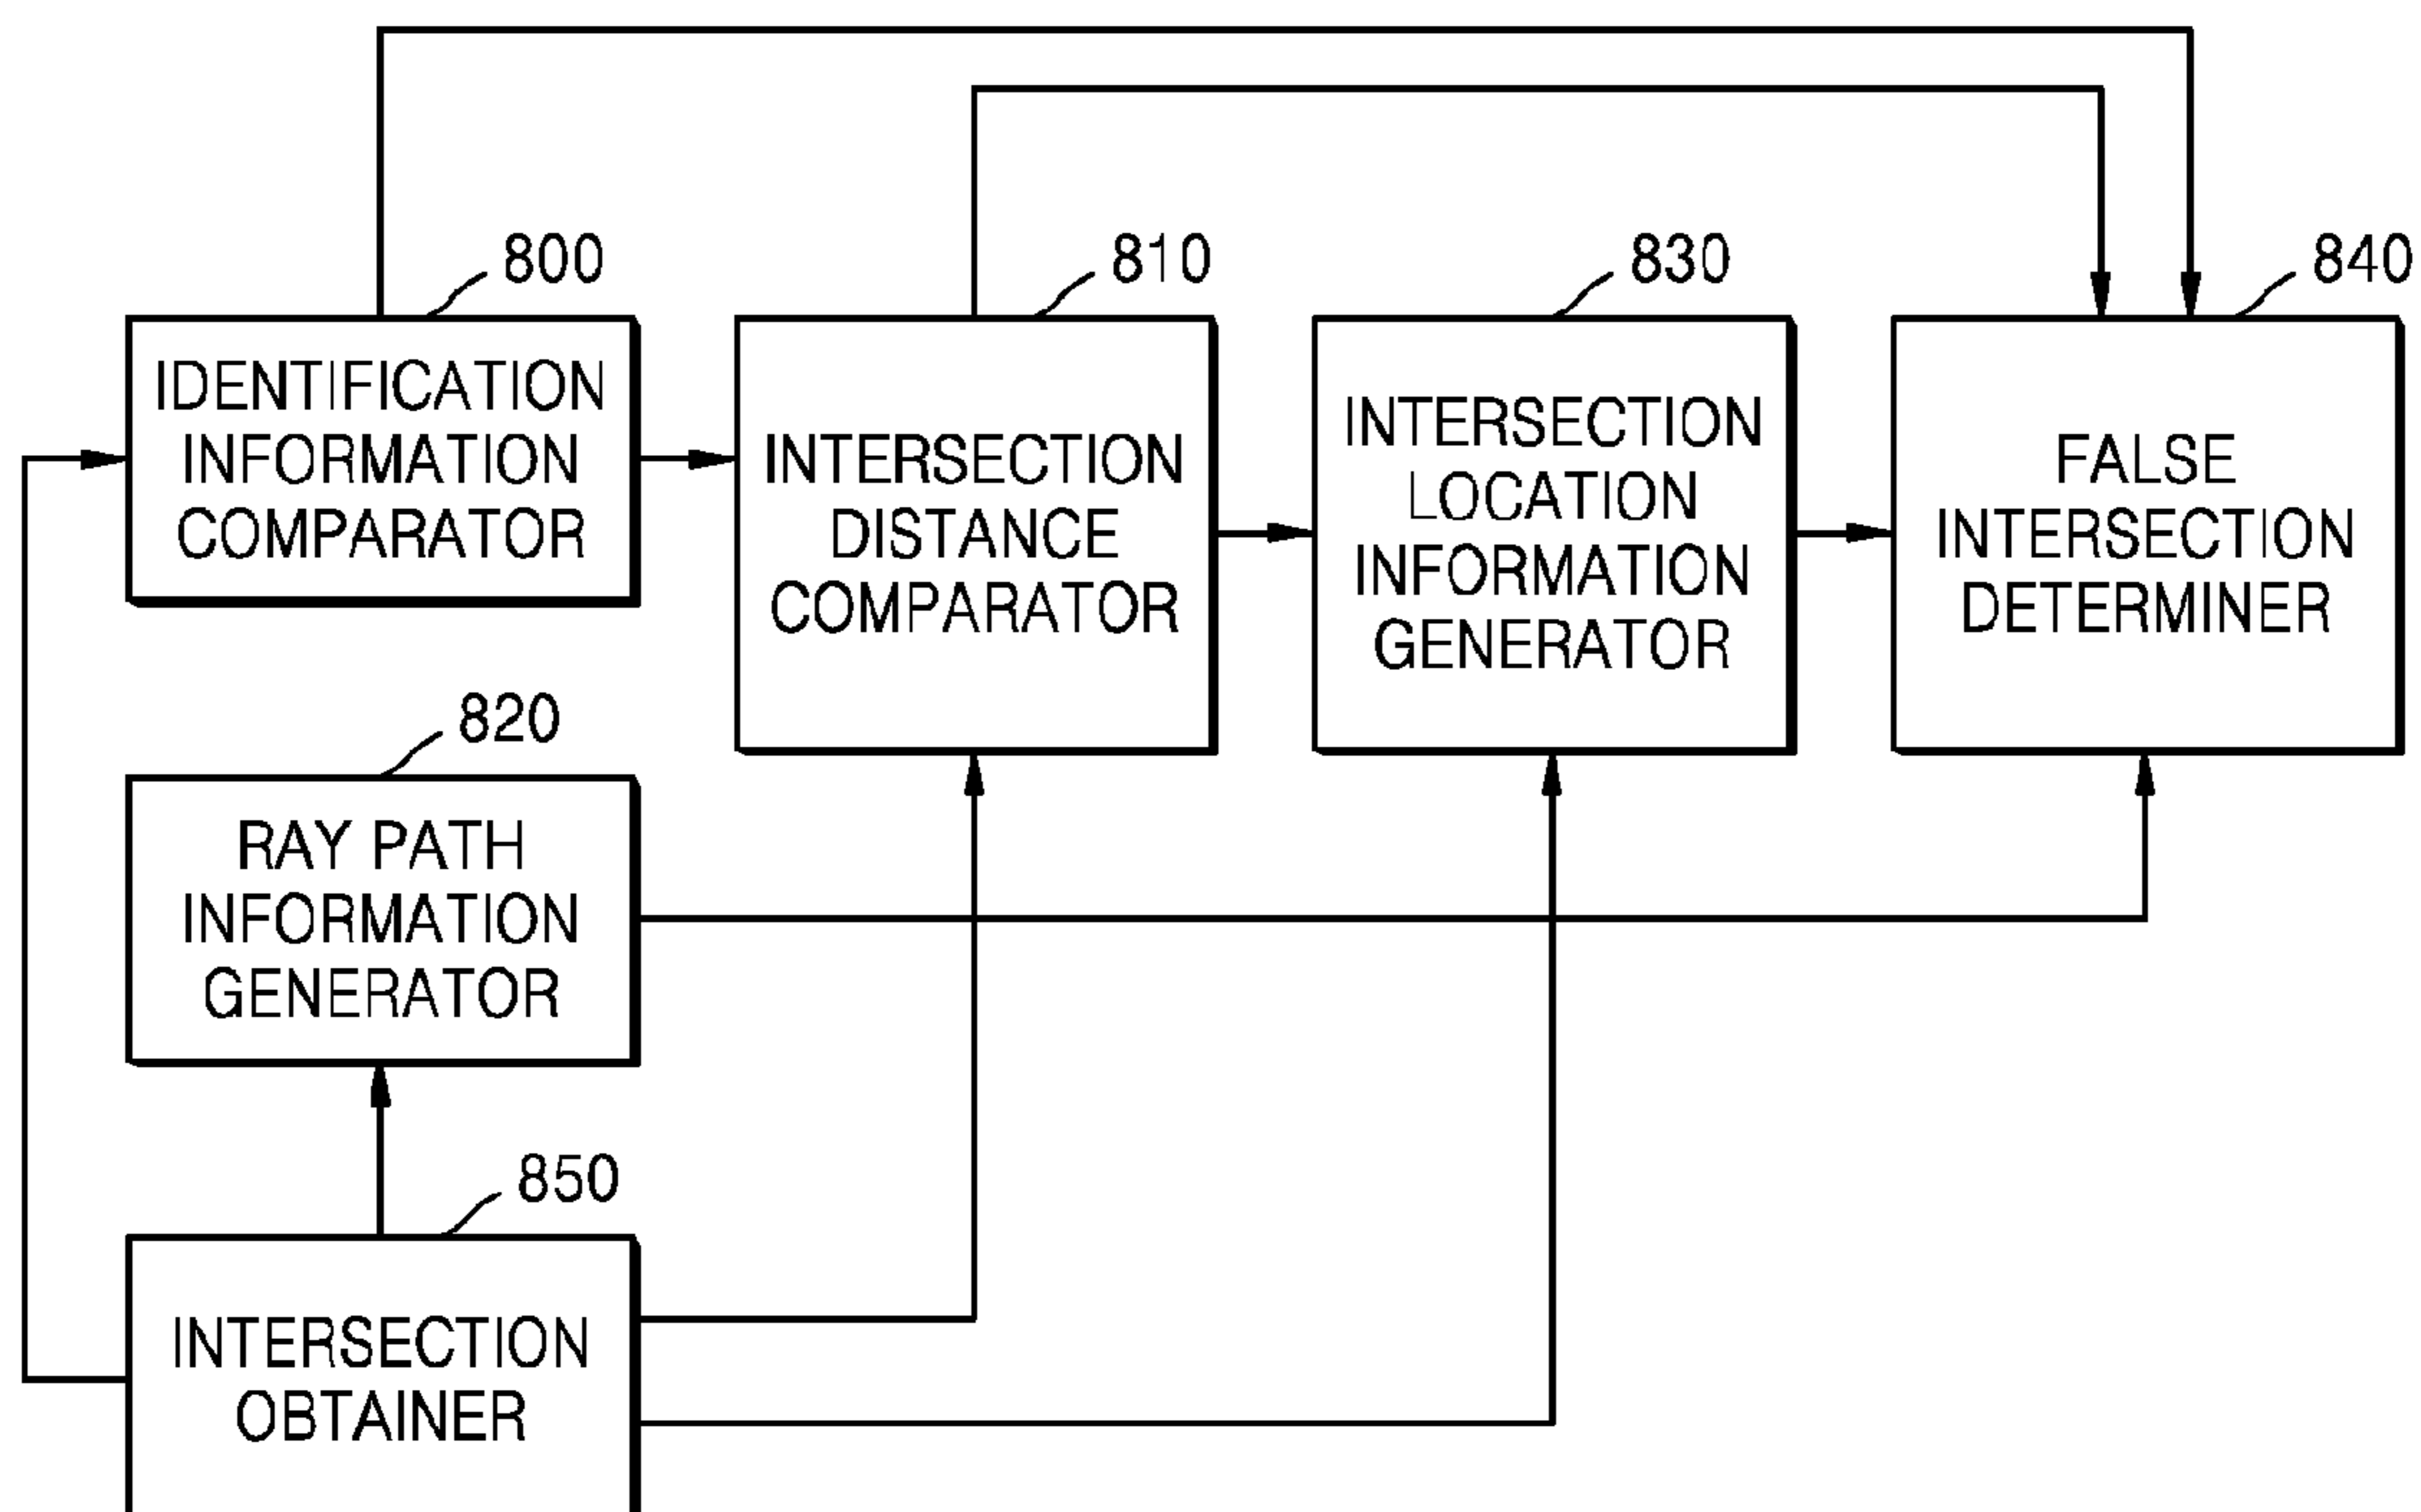 800
IDENTIFICATION
INFORMATION
COMPARATOR
810
INTERSECTION
DISTANCE
COMPARATOR
830
INTERSECTION
LOCATION
INFORMATION
GENERATOR
840
FALSE
INTERSECTION
DETERMINER
820
RAY PATH
INFORMATION
GENERATOR
850
INTERSECTION
OBTAINER